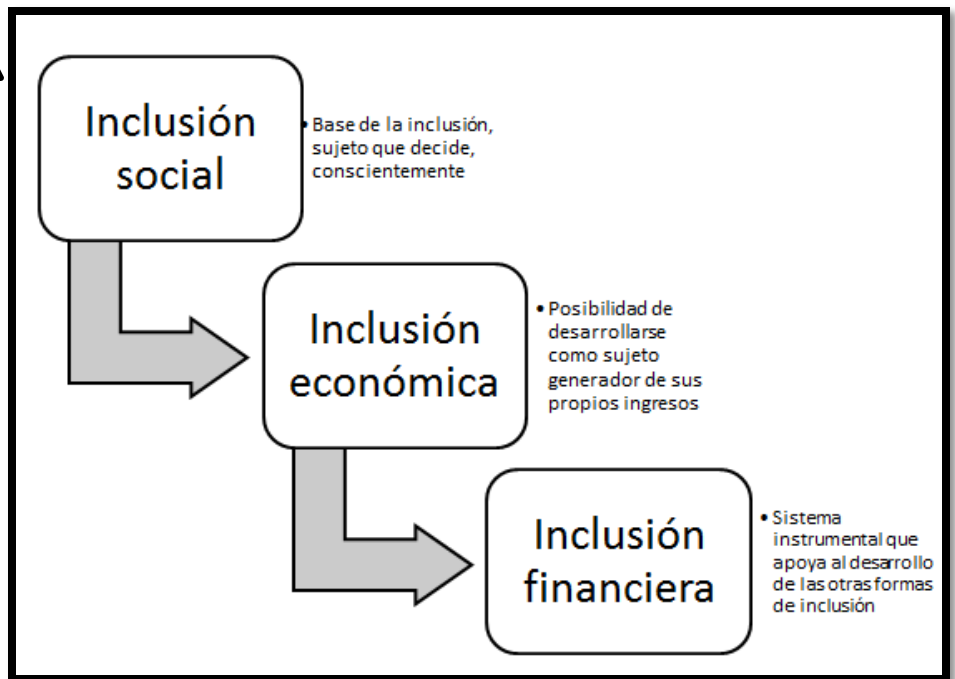 Inclusión
social
• Base de la inclusión,
sujeto que decide,
conscientemente
Inclusión
económica
• Posibilidad de
desarrollarse
como sujeto
generador de sus
propios ingresos
Inclusión
financiera
• Sistema
instrumental que
apoya al desarrollo
de las otras formas
de inclusión